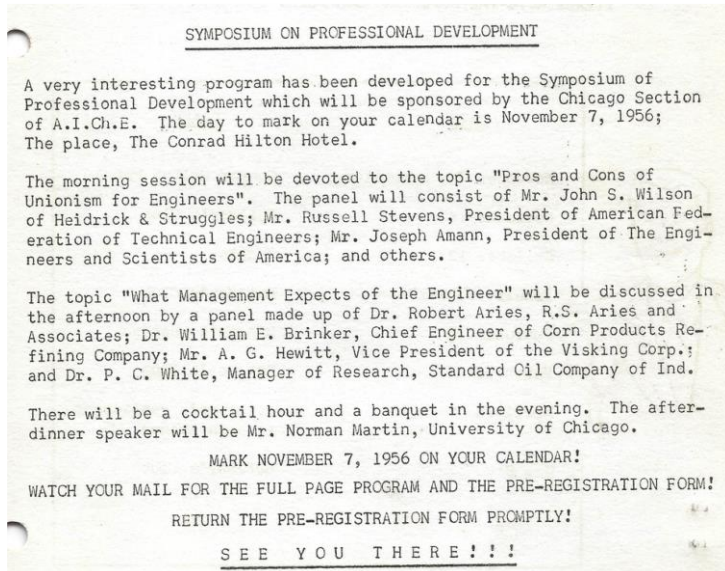 SYMPOSIUM ON PROFESSIONAL DEVELOPMENT
A very interesting program has been developed for the Symposium of
Professional Development which will be sponsored by the Chicago Section
of A.I.Ch.E. The day to mark on your calendar is November 7, 1956;
The place, The Conrad Hilton Hotel.
The morning session will be devoted to the topic "Pros and Cons of
Unionism for Engineers". The panel will consist of Mr. John S. Wilson
of Heidrick & Struggles; Mr. Russell Stevens, President of American Fed-
eration of Technical Engineers; Mr. Joseph Amann, President of The Engi-
neers and Scientists of America; and others.
The topic "What Management Expects of the Engineer" will be discussed in
the afternoon by a panel made up of Dr. Robert Aries, R.S. Aries and
Associates; Dr. William E. Brinker, Chief Engineer of Corn Products Re-
fining Company; Mr. A. G. Hewitt, Vice President of the Visking Corp.;
and Dr. P. C. White, Manager of Research, Standard Oil Company of Ind.
There will be a cocktail hour and a banquet in the evening. The after-
dinner speaker will be Mr. Norman Martin, University of Chicago.
MARK NOVEMBER 7, 1956 ON YOUR CALENDAR!
WATCH YOUR MAIL FOR THE FULL PAGE PROGRAM AND THE PRE-REGISTRATION FORM!
RETURN THE PRE-REGISTRATION FORM PROMPTLY!
SEE YOU THERE!!!